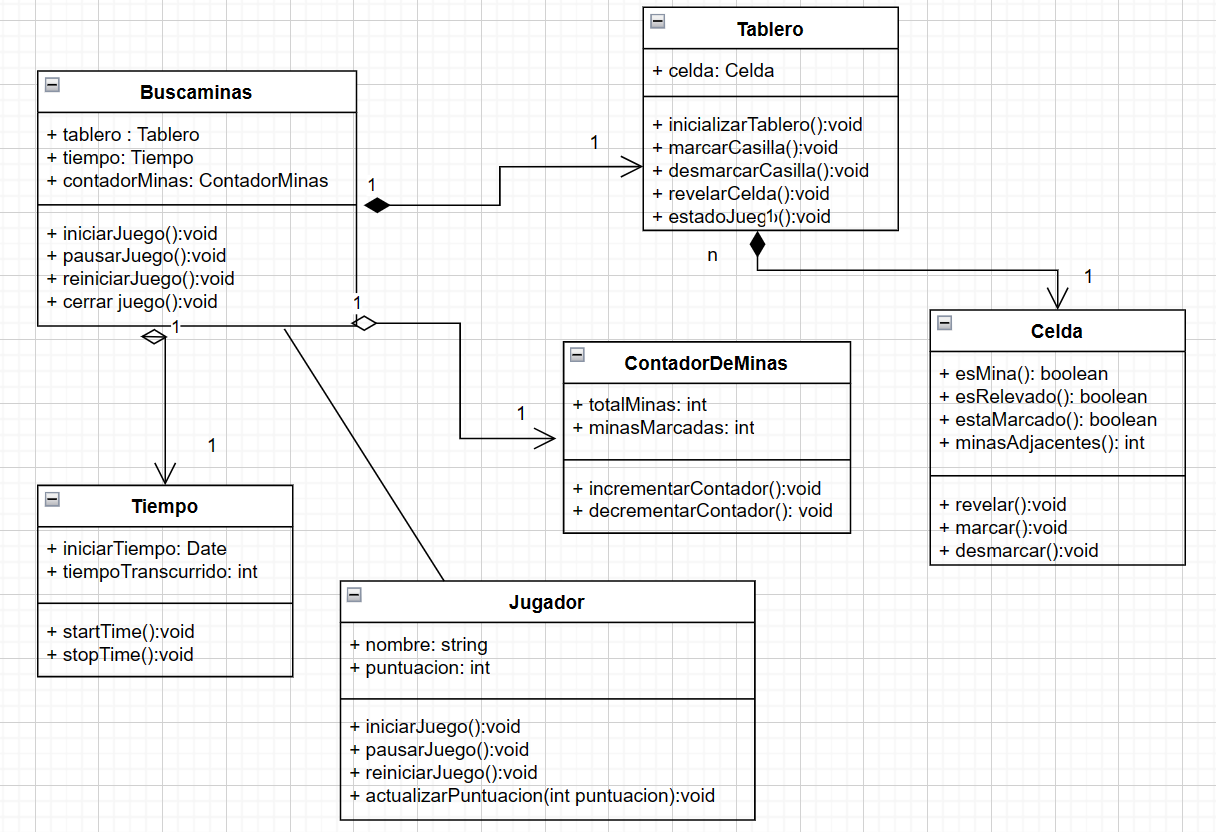 Tablero
+ celda: Celda
+ inicializarTablero():void
+ marcarCasilla():void
+ desmarcarCasilla():void
+ revelarCelda():void
+ estadoJuego():void
1
Buscaminas
+ tablero : Tablero
+ tiempo: Tiempo
+ contadorMinas: ContadorMinas
+ iniciarJuego():void
+ pausarJuego():void
+ reiniciarJuego():void
+ cerrar juego():void
1
1
n
1
1
1
1
1
Celda
+ esMina(): boolean
+ esRelevado(): boolean
+ estaMarcado(): boolean
+ minasAdjacentes(): int
+ revelar():void
+ marcar():void
+ desmarcar():void
ContadorDeMinas
+ totalMinas: int
+ minasMarcadas: int
+ incrementarContador():void
+ decrementarContador(): void
Tiempo
+ iniciarTiempo: Date
+ tiempoTranscurrido: int
+ startTime():void
+ stopTime():void
Jugador
+ nombre: string
+ puntuacion: int
+ iniciarJuego():void
+ pausarJuego():void
+ reiniciarJuego():void
+ actualizarPuntuacion(int puntuacion):void